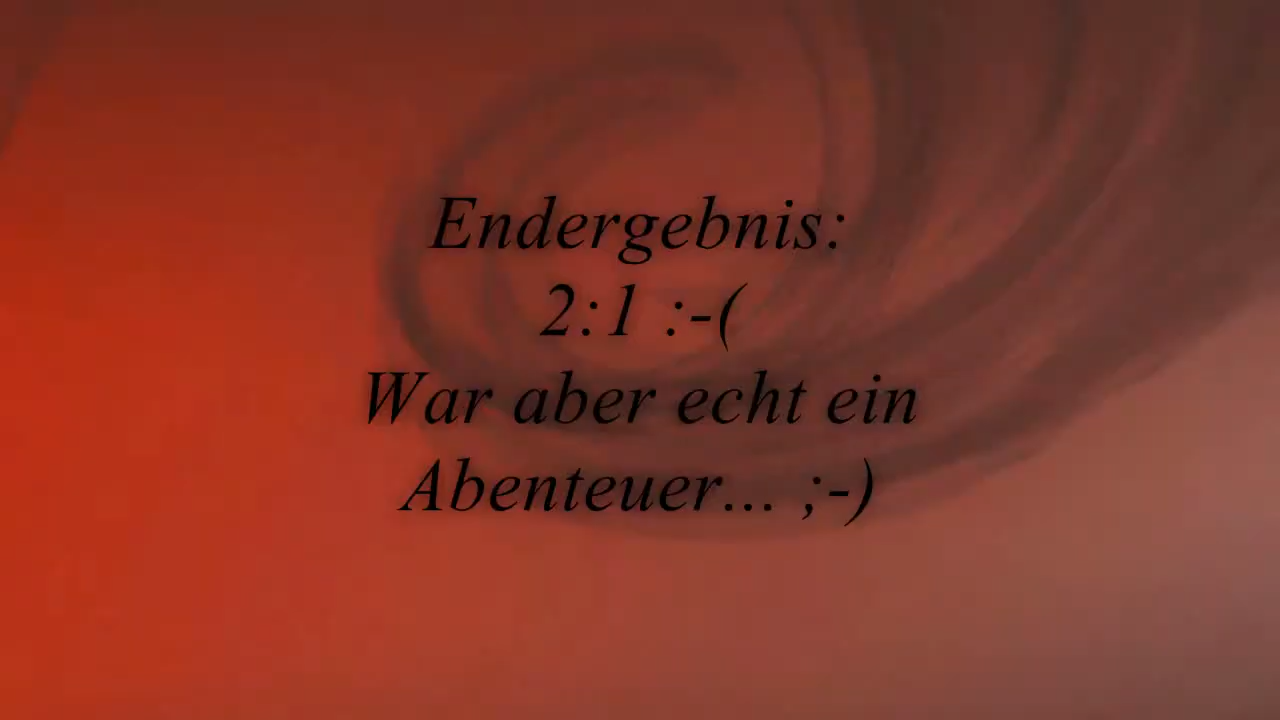 Endergebnis:
2:1 :-(
War aber echt ein
Abenteuer... ;-)